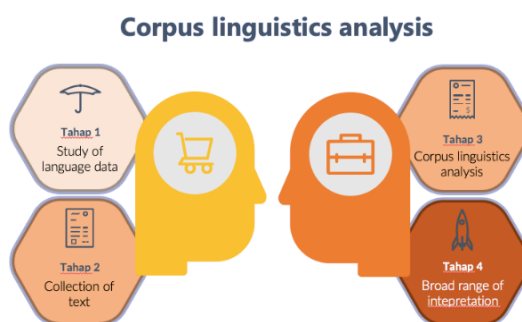 Corpus linguistics analysis
Tahap 1
Study of
language data
Tahap 2
Collection of
text
Tahap 3
Corpus linguistics
analysis
Tahap 4
Broad range of
intepretation